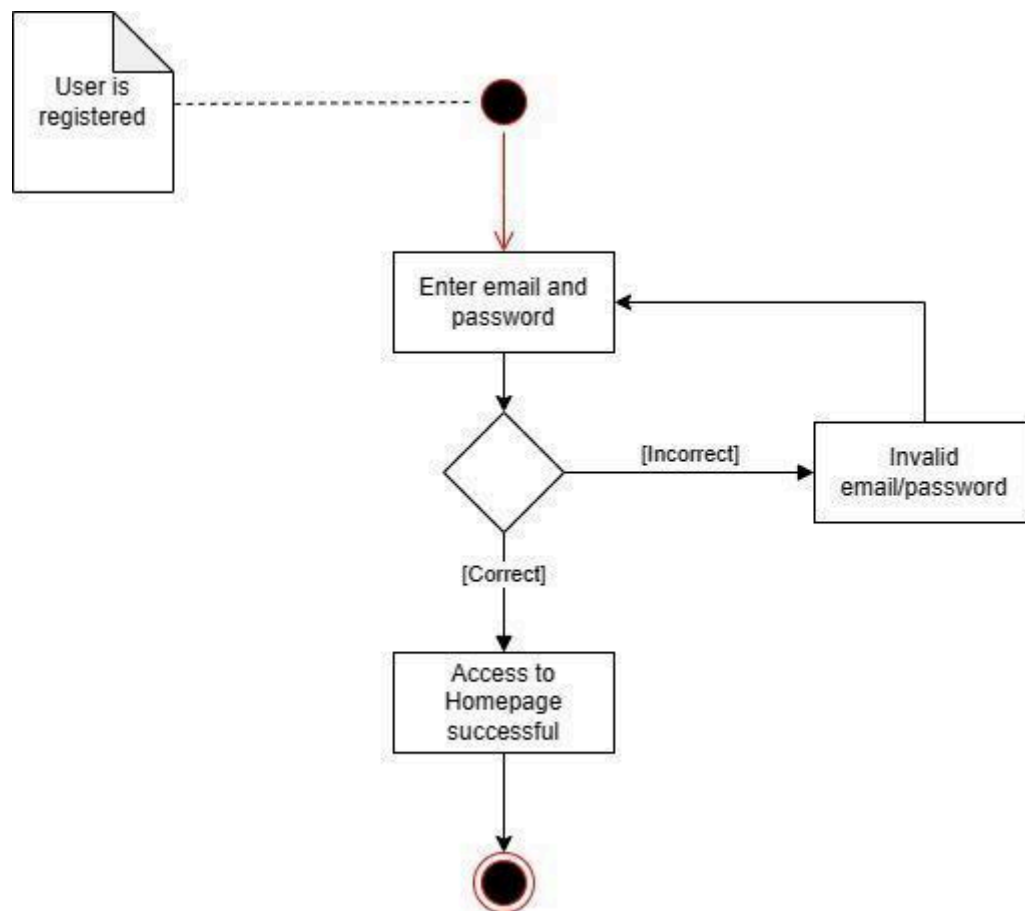 User is
registered
Enter email and
password
[Incorrect]
Invalid
email/password
[Correct]
Access to
Homepage
successful